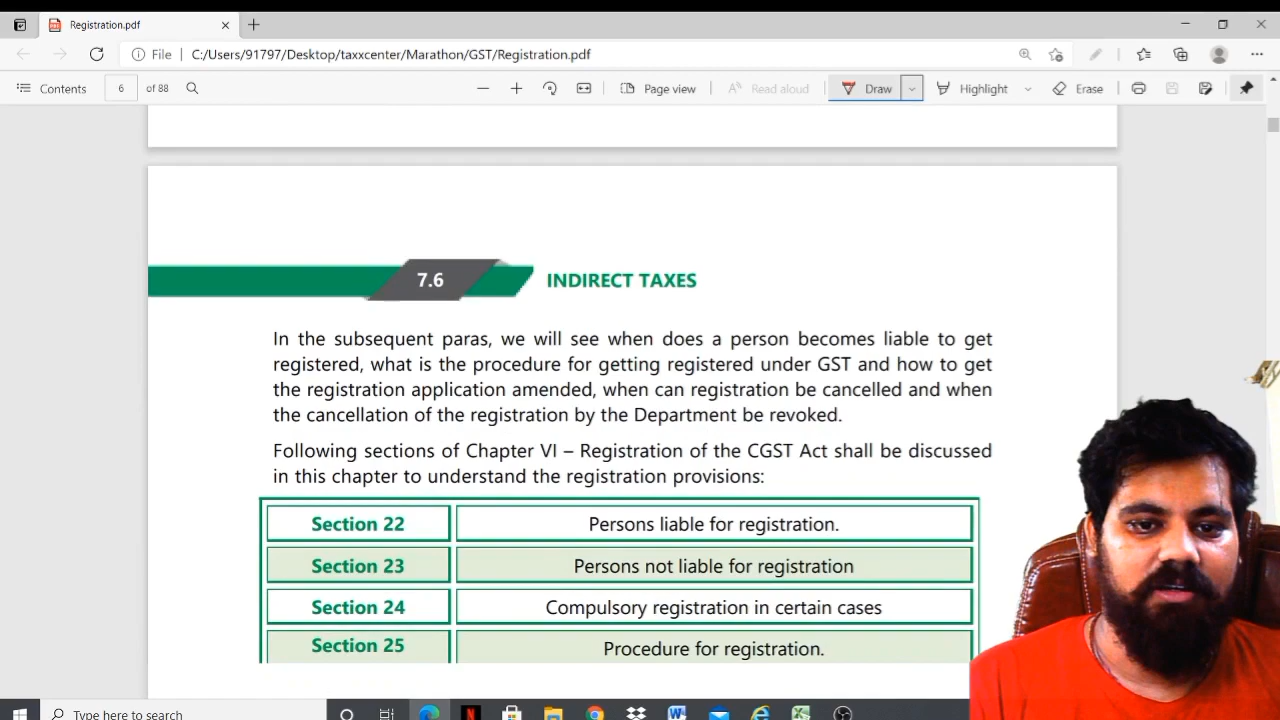 Registration.pdf
File
C:/Users/91797/Desktop/taxxcenter/Marathon/GST/Registration.pdf
Contents
6
of 88
Page view
Read aloud
Draw
Highlight
Erase
7.6
INDIRECT TAXES
In the subsequent paras, we will see when does a person becomes liable to get
registered, what is the procedure for getting registered under GST and how to get
the registration application amended, when can registration be cancelled and when
the cancellation of the registration by the Department be revoked.
Following sections of Chapter VI – Registration of the CGST Act shall be discussed
in this chapter to understand the registration provisions:
Section 22 Persons liable for registration.
Section 23 Persons not liable for registration
Section 24 Compulsory registration in certain cases
Section 25 Procedure for registration.
Type here to search